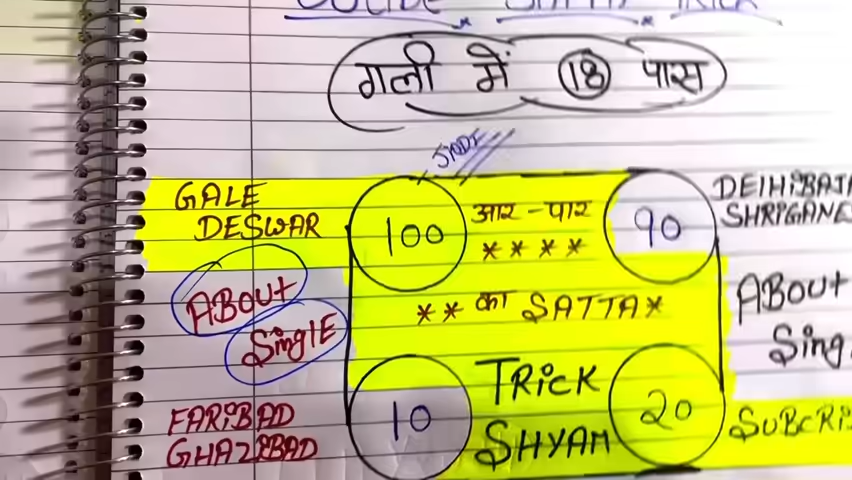 गली में 18 पास
JODI
GALE
DESWAR
100
आर-पार
90
DEIHIBAJA
SHRIGANE
****
ABOUT
SinglE
** का SATTA*
ABOUT
Sing
FARIBAD
GHAZIBAD
10
TRICK
SHYAM
20
SUBCRI